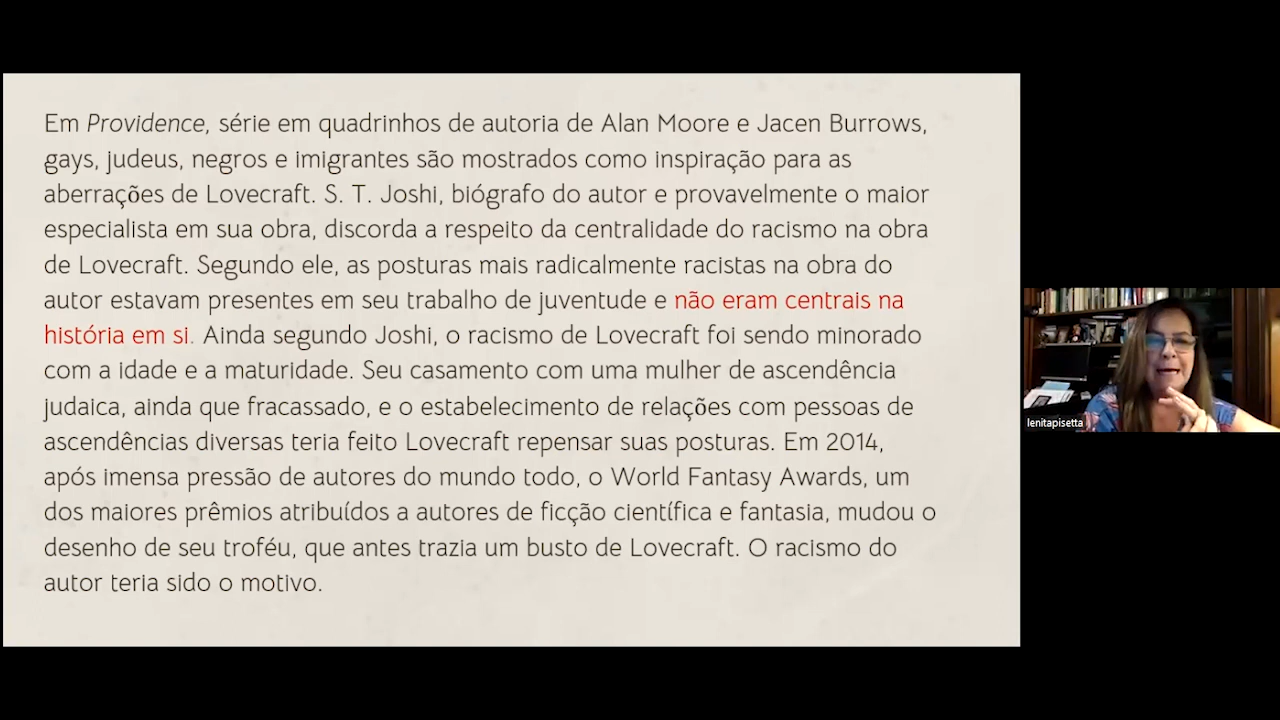 Em Providence, série em quadrinhos de autoria de Alan Moore e Jacen Burrows,
gays, judeus, negros e imigrantes são mostrados como inspiração para as
aberrações de Lovecraft. S. T. Joshi, biógrafo do autor e provavelmente o maior
especialista em sua obra, discorda a respeito da centralidade do racismo na obra
de Lovecraft. Segundo ele, as posturas mais radicalmente racistas na obra do
autor estavam presentes em seu trabalho de juventude e não eram centrais na
história em si. Ainda segundo Joshi, o racismo de Lovecraft foi sendo minorado
com a idade e a maturidade. Seu casamento com uma mulher de ascendência
judaica, ainda que fracassado, e o estabelecimento de relações com pessoas de
ascendências diversas teria feito Lovecraft repensar suas posturas. Em 2014,
após imensa pressão de autores do mundo todo, o World Fantasy Awards, um
dos maiores prêmios atribuídos a autores de ficção científica e fantasia, mudou o
desenho de seu troféu, que antes trazia um busto de Lovecraft. O racismo do
autor teria sido o motivo.
lenitapisetta